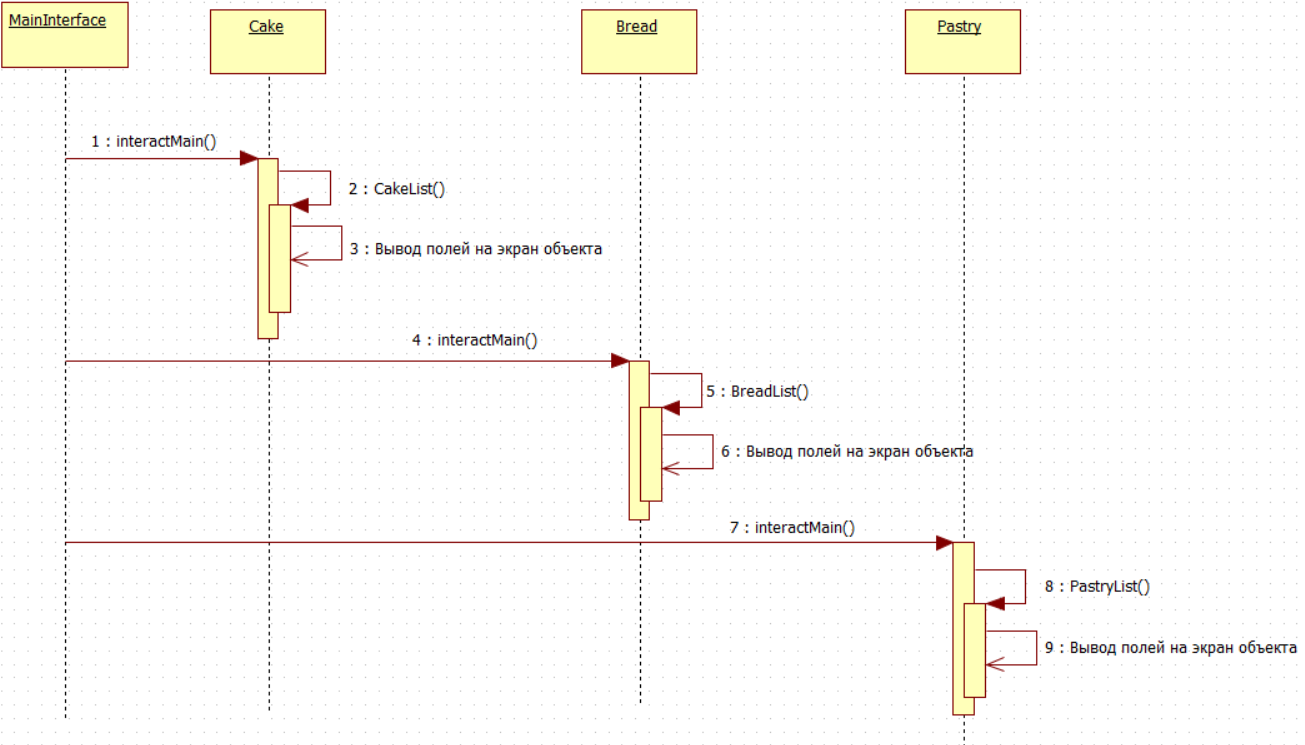 MainInterface
Cake
Bread
Pastry
1 : interactMain()
2 : CakeList()
3 : Вывод полей на экран объекта
4 : interactMain()
5 : BreadList()
6 : Вывод полей на экран объекта
7 : interactMain()
8 : PastryList()
9 : Вывод полей на экран объекта